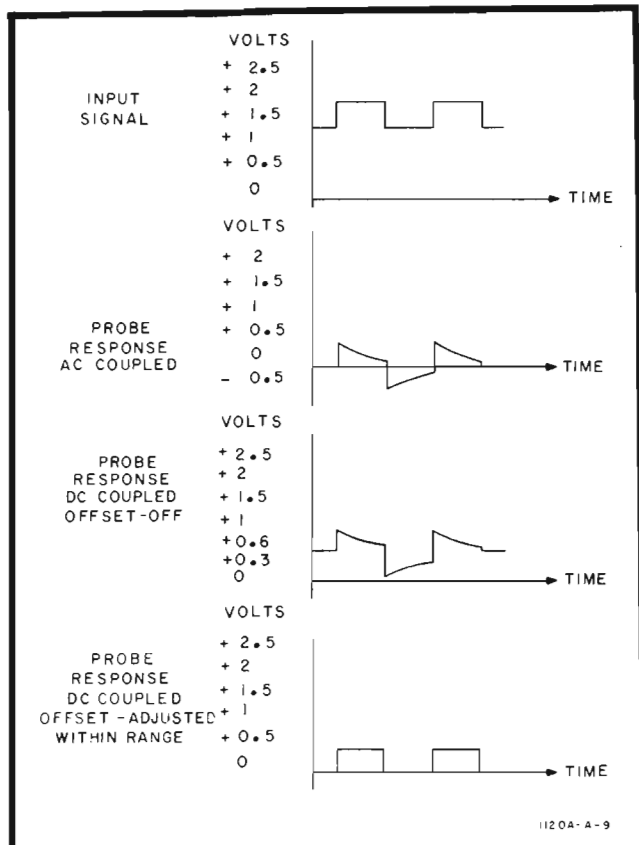 VOLTS
+ 2.5
+ 2
INPUT
SIGNAL
+ 1.5
+ 1
+ 0.5
0
TIME
VOLTS
+ 2
+ 1.5
+ 1
PROBE
RESPONSE
AC COUPLED
+ 0.5
0
- 0.5
TIME
VOLTS
PROBE
RESPONSE
DC COUPLED
OFFSET-OFF
+ 2.5
+ 2
+ 1.5
+ 1
+0.6
+0.3
0
TIME
VOLTS
PROBE
RESPONSE
DC COUPLED
OFFSET-ADJUSTED
WITHIN RANGE
+ 2.5
+ 2
+ 1.5
+ 1
+ 0.5
0
TIME
1120A-A-9